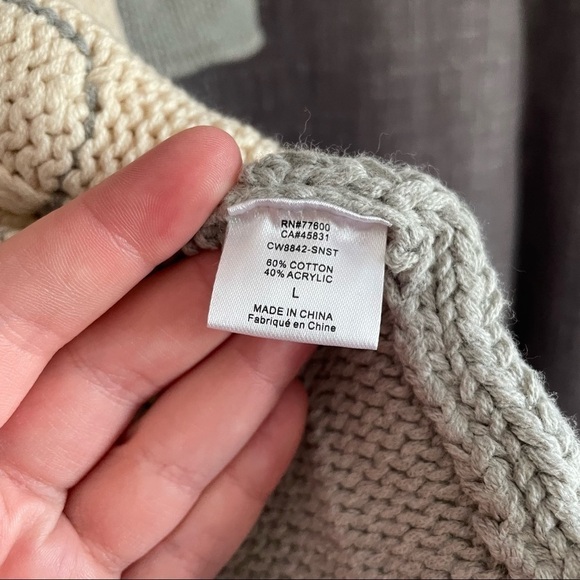 RN#77600
CA#45831
CW8842-SNST
60% COTTON
40% ACRYLIC
L
MADE IN CHINA
Fabriqué en Chine